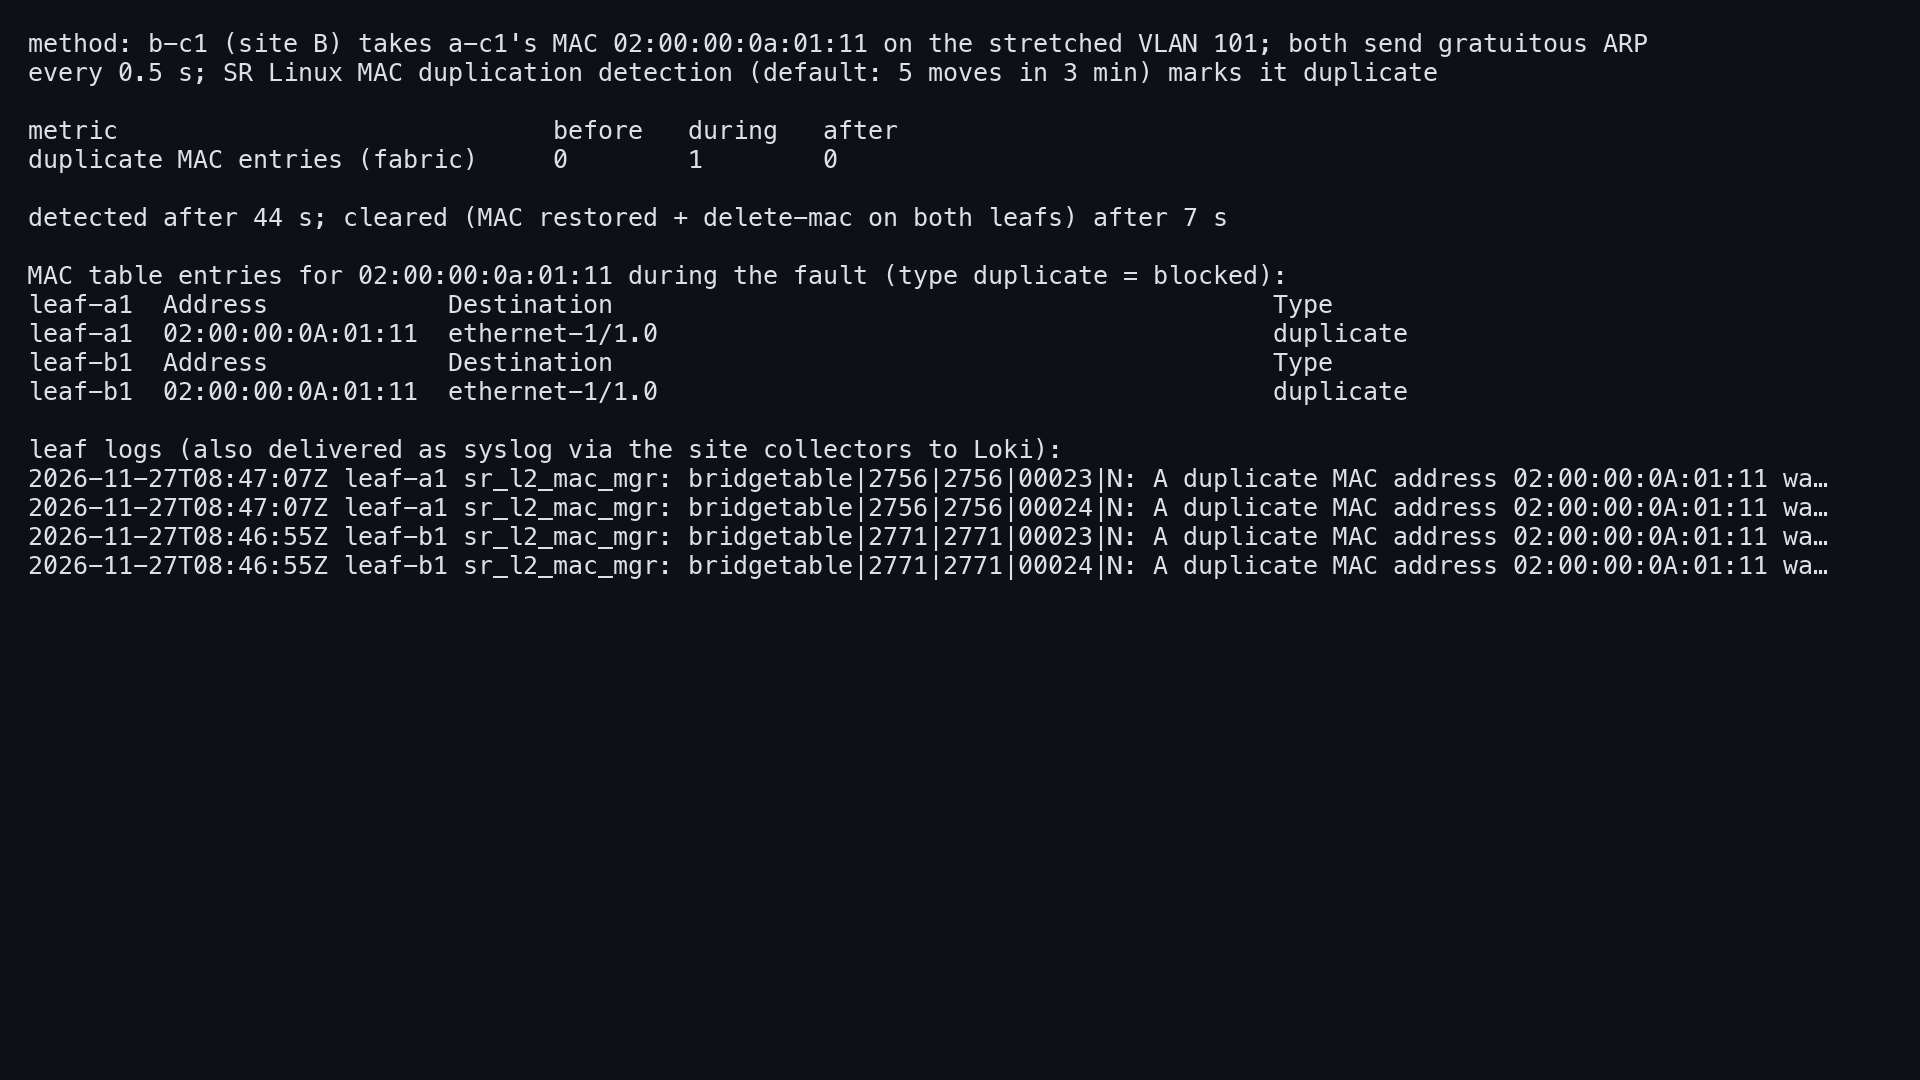 method: b-c1 (site B) takes a-c1's MAC 02:00:00:0a:01:11 on the stretched VLAN 101; both send gratuitous ARP
every 0.5 s; SR Linux MAC duplication detection (default: 5 moves in 3 min) marks it duplicate
metric before during after
duplicate MAC entries (fabric) 0 1 0
detected after 44 s; cleared (MAC restored + delete-mac on both leafs) after 7 s
MAC table entries for 02:00:00:0a:01:11 during the fault (type duplicate = blocked):
leaf-a1 Address Destination Type
leaf-a1 02:00:00:0A:01:11 ethernet-1/1.0 duplicate
leaf-b1 Address Destination Type
leaf-b1 02:00:00:0A:01:11 ethernet-1/1.0 duplicate
leaf logs (also delivered as syslog via the site collectors to Loki):
2026-11-27T08:47:07Z leaf-a1 sr_l2_mac_mgr: bridgetable|2756|2756|00023|N: A duplicate MAC address 02:00:00:0A:01:11 wa…
2026-11-27T08:47:07Z leaf-a1 sr_l2_mac_mgr: bridgetable|2756|2756|00024|N: A duplicate MAC address 02:00:00:0A:01:11 wa…
2026-11-27T08:46:55Z leaf-b1 sr_l2_mac_mgr: bridgetable|2771|2771|00023|N: A duplicate MAC address 02:00:00:0A:01:11 wa…
2026-11-27T08:46:55Z leaf-b1 sr_l2_mac_mgr: bridgetable|2771|2771|00024|N: A duplicate MAC address 02:00:00:0A:01:11 wa…